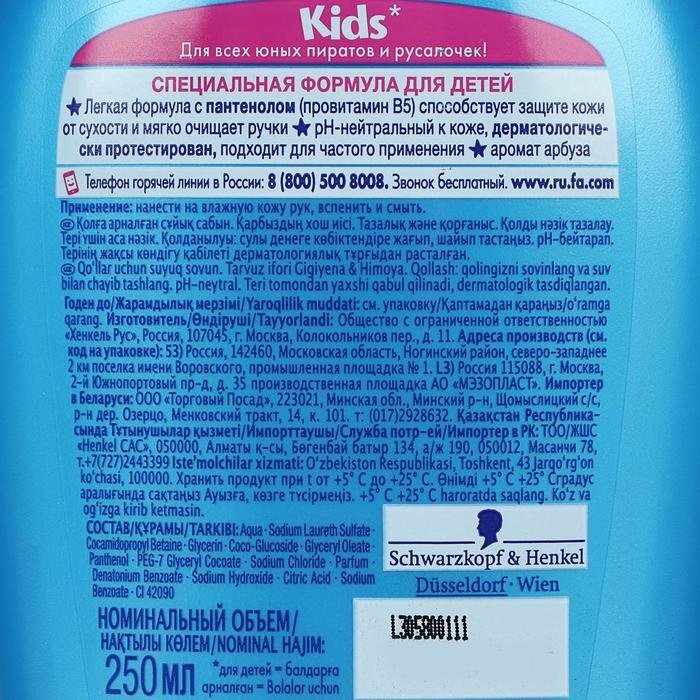 Kids*
Для всех юных пиратов и русалочек!
СПЕЦИАЛЬНАЯ ФОРМУЛА ДЛЯ ДЕТЕЙ
★ Легкая формула с пантенолом (провитамин В5) способствует защите кожи
от сухости и мягко очищает ручки ★ pH-нейтральный к коже, дерматологиче-
ски протестирован, подходит для частого применения ★ аромат арбуза
Телефон горячей линии в России: 8 (800) 500 8008. Звонок бесплатный. www.ru.fa.com
Применение: нанести на влажную кожу рук, вспенить и смыть.
Қолға арналған сұйық сабын. Қарбыздың хош иісі. Тазалық және қорғаныс. Қолды нәзік тазалау.
Тері үшін аса нәзік. Қолданылуы: сулы денеге көбіктендіре жағып, шайып тастаңыз. pH-бейтарап.
Терінің жақсы көндігу қабілеті дерматологиялық тұрғыдан расталған.
Qo'llar uchun suyuq sovun. Tarvuz ifori Gigiyena & Himoya. Qollash: qolingizni sovinlang va suv
bilan chayib tashlang. pH-neytral. Teri tomondan yaxshi qabul qilinadi, dermatologik tasdiqlangan.
Годен до/Жарамдылық мерзімі/Yaroqlilik muddati: см. упаковку/Қаптамадан қараңыз/o'ramga
qarang. Изготовитель/Өндіруші/Tayyorlandi: Общество с ограниченной ответственностью
«Хенкель Рус», Россия, 107045, г. Москва, Колокольников пер., д. 11. Адреса производств (см.
код на упаковке): 53) Россия, 142460, Московская область, Ногинский район, северо-западнее
2 км поселка имени Воровского, промышленная площадка № 1. L3) Россия 115088, г. Москва,
2-й Южнопортовый пр-д, д. 35 производственная площадка АО «МЭЗОПЛАСТ». Импортер
в Беларуси: ООО «Торговый Посад», 223021, Минская обл., Минский р-н, Щомыслицкий с/с,
р-н дер. Озерцо, Менковский тракт, 14, к. 101. т: (017)2928632. Қазақстан Республика-
сында Тұтынушылар қызметі/Импорттаушы/Служба потр-ей/Импортер в РК: ТОО/ЖШС
«Henkel САС», 050000, Алматы қ-сы, Бөгенбай батыр 134, а/ж 190, 050012, Масанчи 78,
т.+7(727)2443399 Iste'molchilar xizmati: O'zbekiston Respublikasi, Toshkent, 43 Jarqo'rg'on
ko'chasi, 100000. Хранить продукт при t от +5° C до +25° C. Өнімді +5° C +25° C градус
аралығында сақтаңыз Ауызға, көзге түсірмеңіз. +5° C +25° C haroratda saqlang. Ko'z va
og'izga kirib ketmasin.
СОСТАВ/ҚҰРАМЫ/TARKIBI: Aqua · Sodium Laureth Sulfate ·
Cocamidopropyl Betaine · Glycerin · Coco-Glucoside · Glyceryl Oleate
Panthenol · PEG-7 Glyceryl Cocoate · Sodium Chloride · Parfum ·
Denatonium Benzoate · Sodium Hydroxide · Citric Acid · Sodium
Benzoate · CI 42090
Schwarzkopf & Henkel
Düsseldorf · Wien
НОМИНАЛЬНЫЙ ОБЪЕМ/
НАҚТЫЛЫ КӨЛЕМ/NOMINAL HAJIM:
250 МЛ
*для детей = балдарға
арналған = Bolalar uchun
L305800111